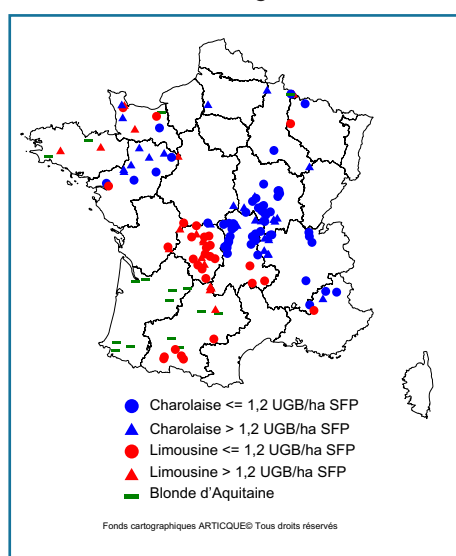 Charolaise <= 1,2 UGB/ha SFP
Charolaise > 1,2 UGB/ha SFP
Limousine <= 1,2 UGB/ha SFP
Limousine > 1,2 UGB/ha SFP
Blonde d'Aquitaine
Fonds cartographiques ARTICQUE© Tous droits réservés